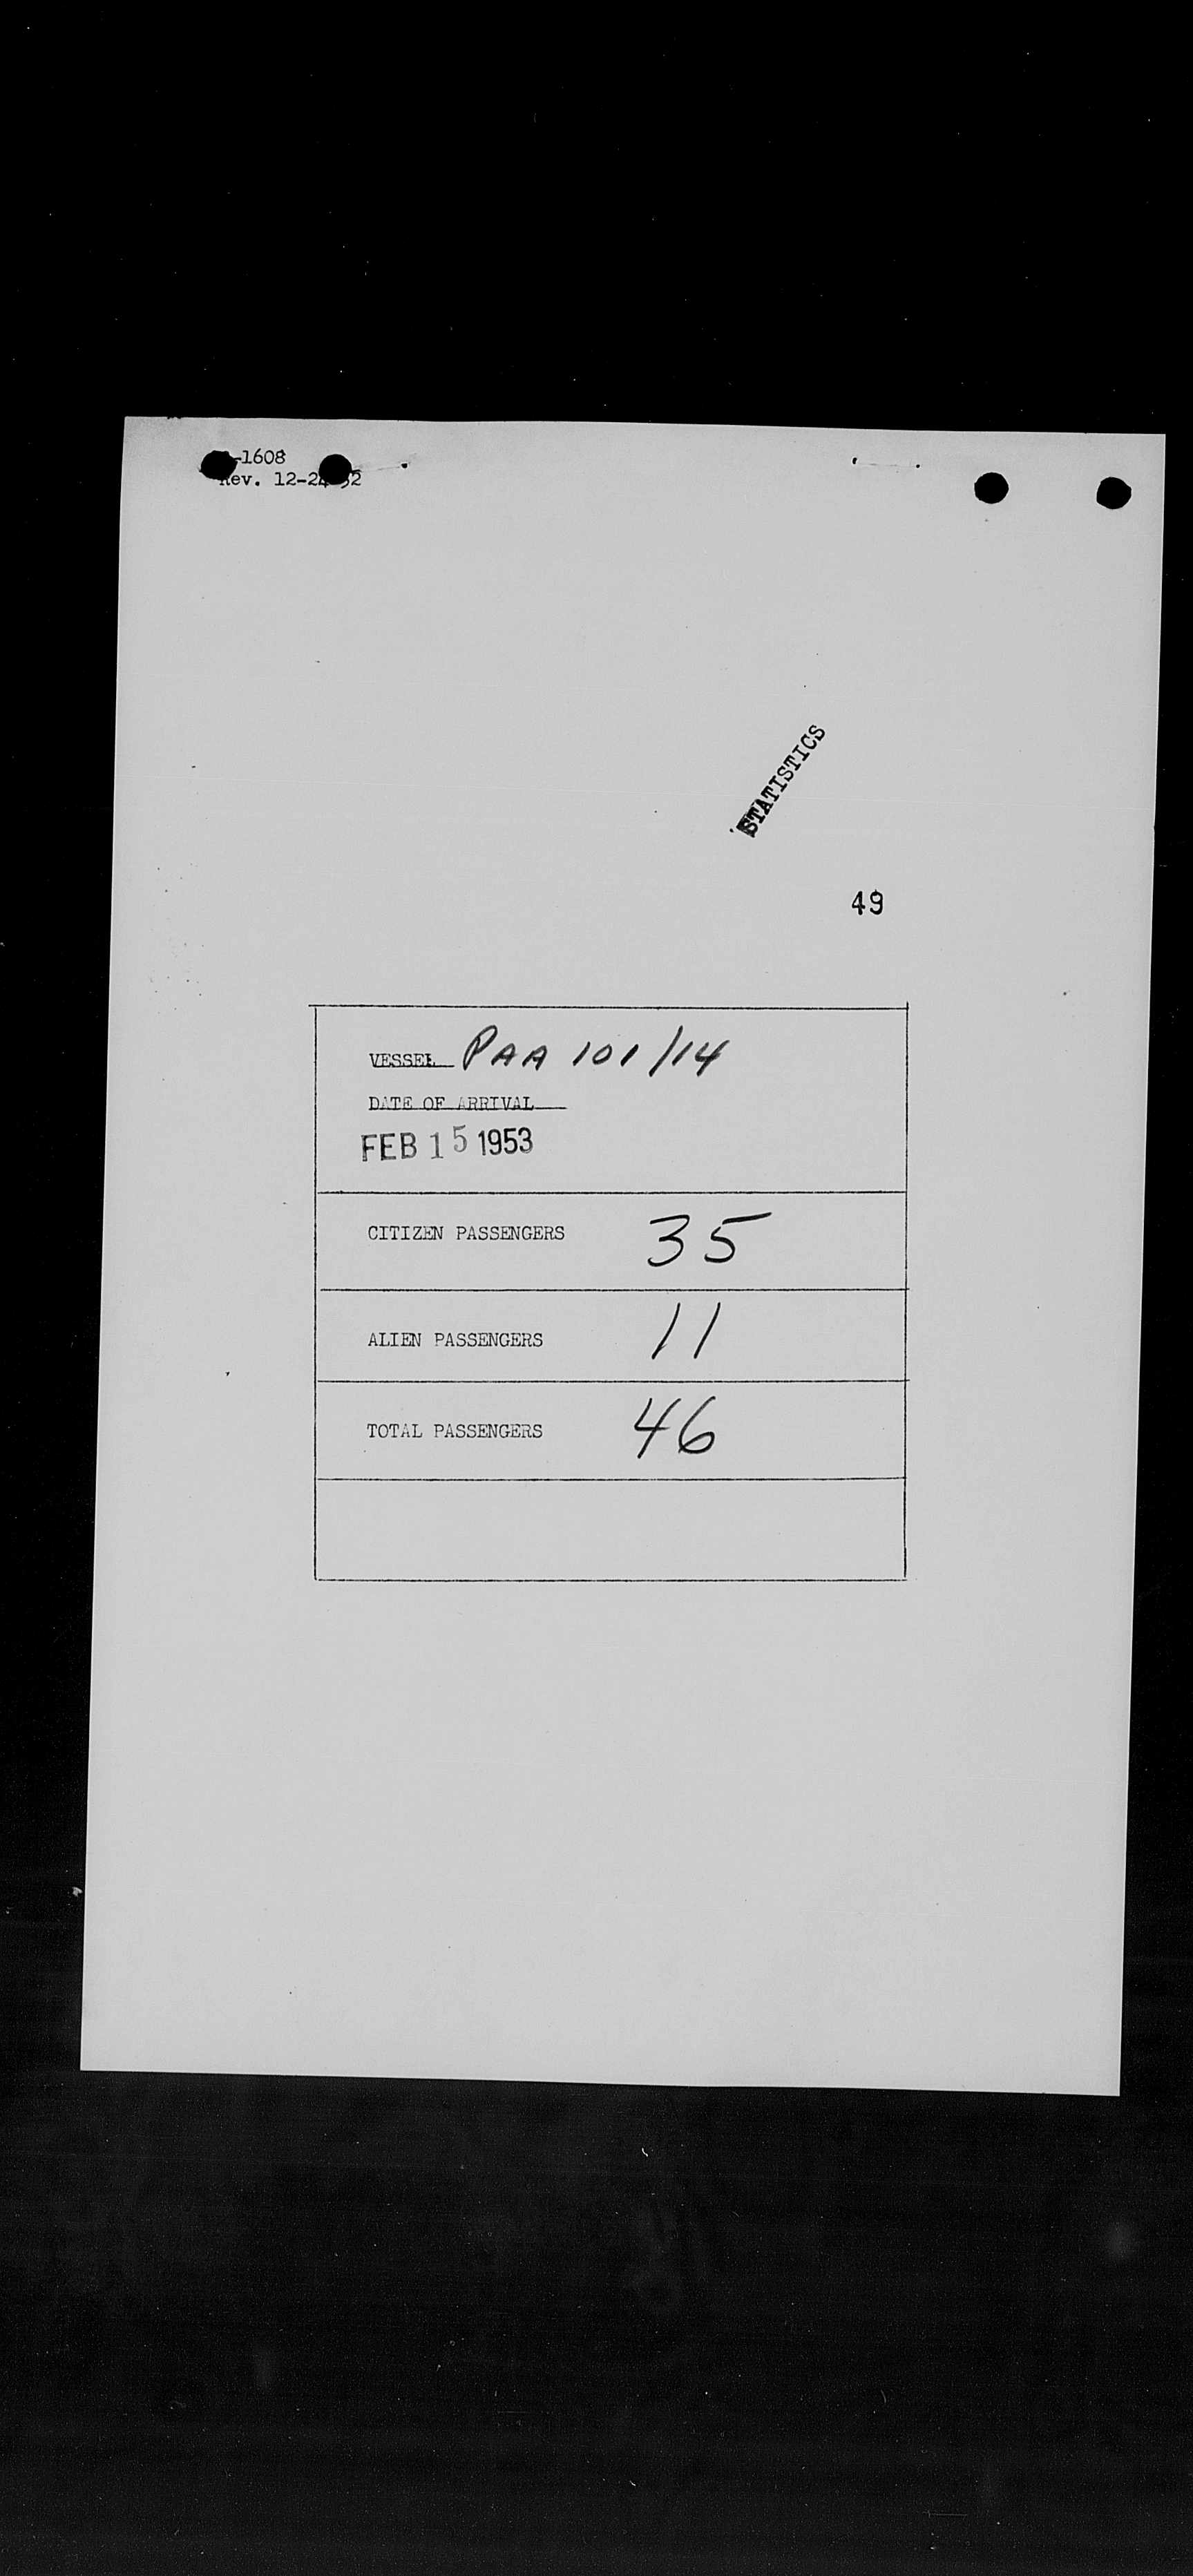 -1608
Rev. 12-24-52
STATISTICS
49
VESSEL PAA 101/14
DATE OF ARRIVAL
FEB 15 1953
CITIZEN PASSENGERS 35
ALIEN PASSENGERS 11
TOTAL PASSENGERS 46